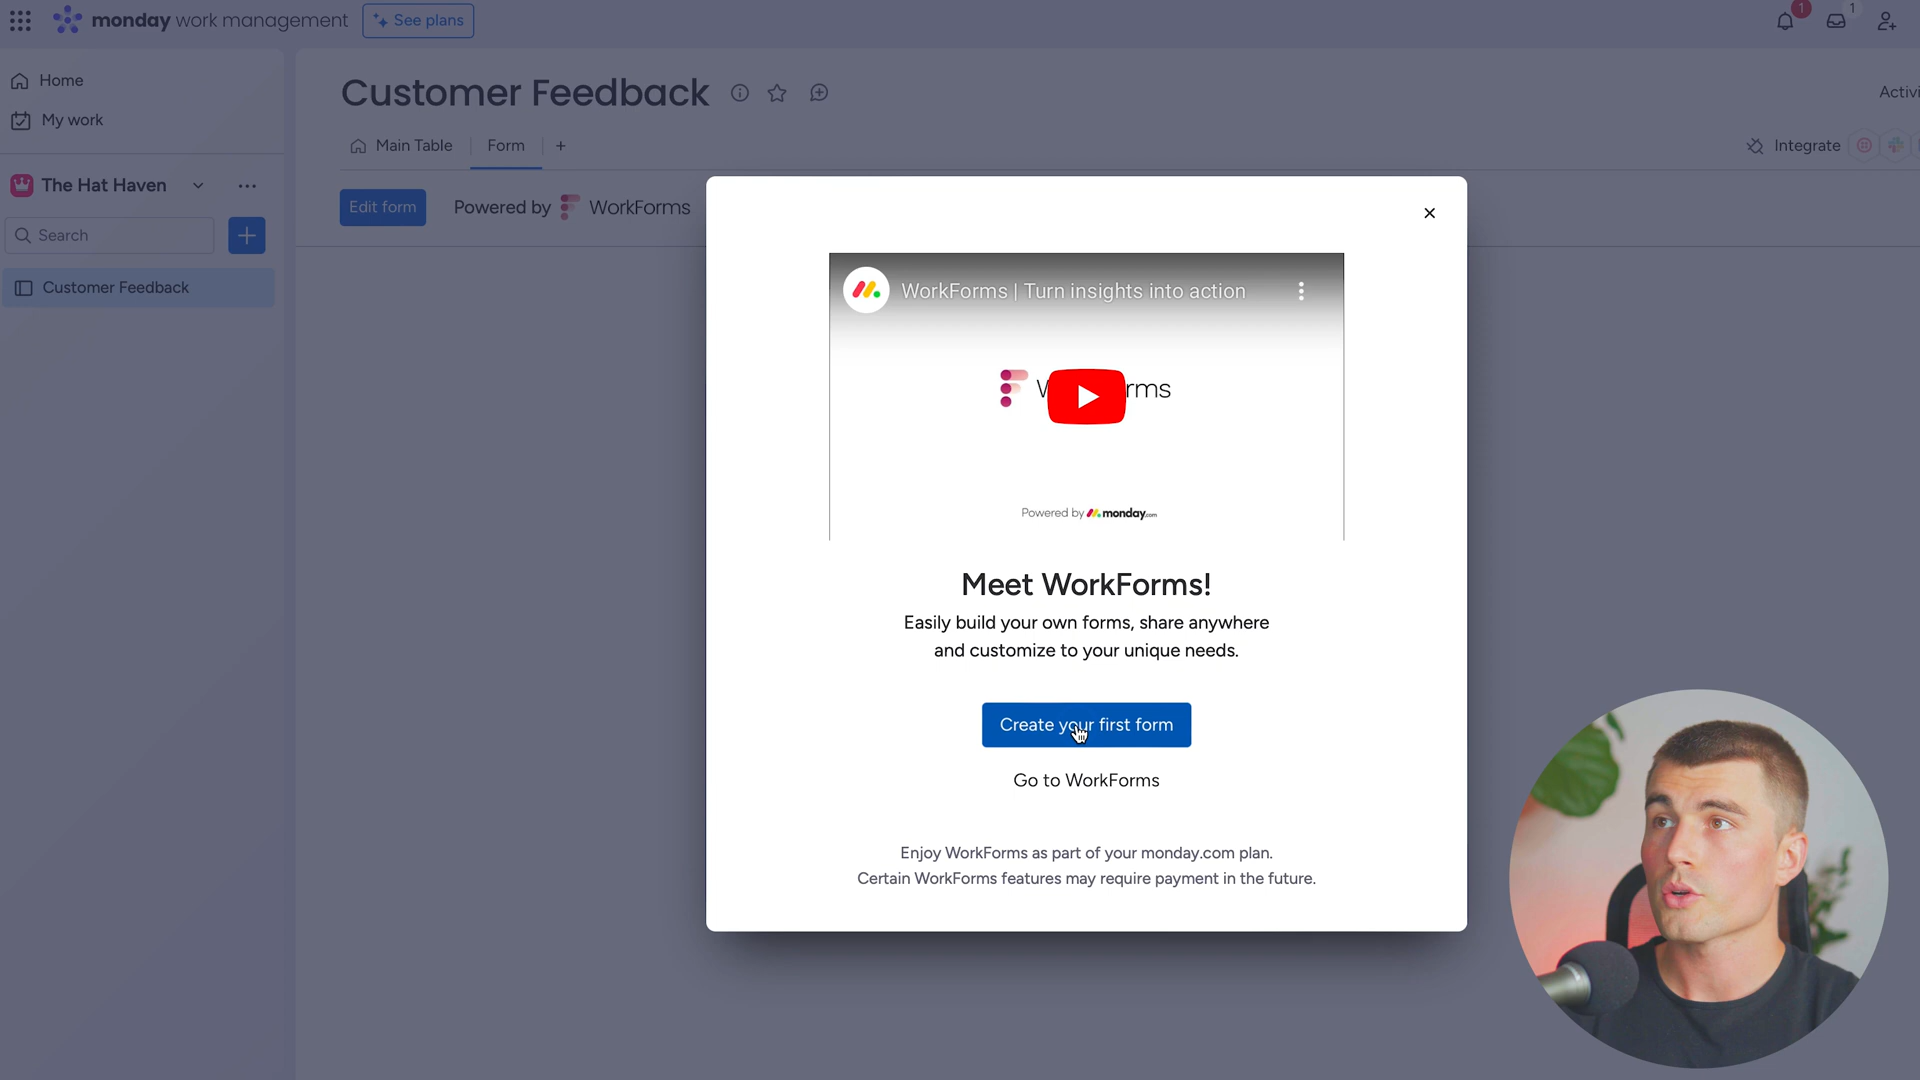 monday work management
See plans
1
1
Home
My work
The Hat Haven
Search
Customer Feedback
Customer Feedback
Activi
Main Table
Form
+
Integrate
Edit form
Powered by WorkForms
WorkForms | Turn insights into action
W rms
Powered by monday.com
Meet WorkForms!
Easily build your own forms, share anywhere
and customize to your unique needs.
Create your first form
Go to WorkForms
Enjoy WorkForms as part of your monday.com plan.
Certain WorkForms features may require payment in the future.